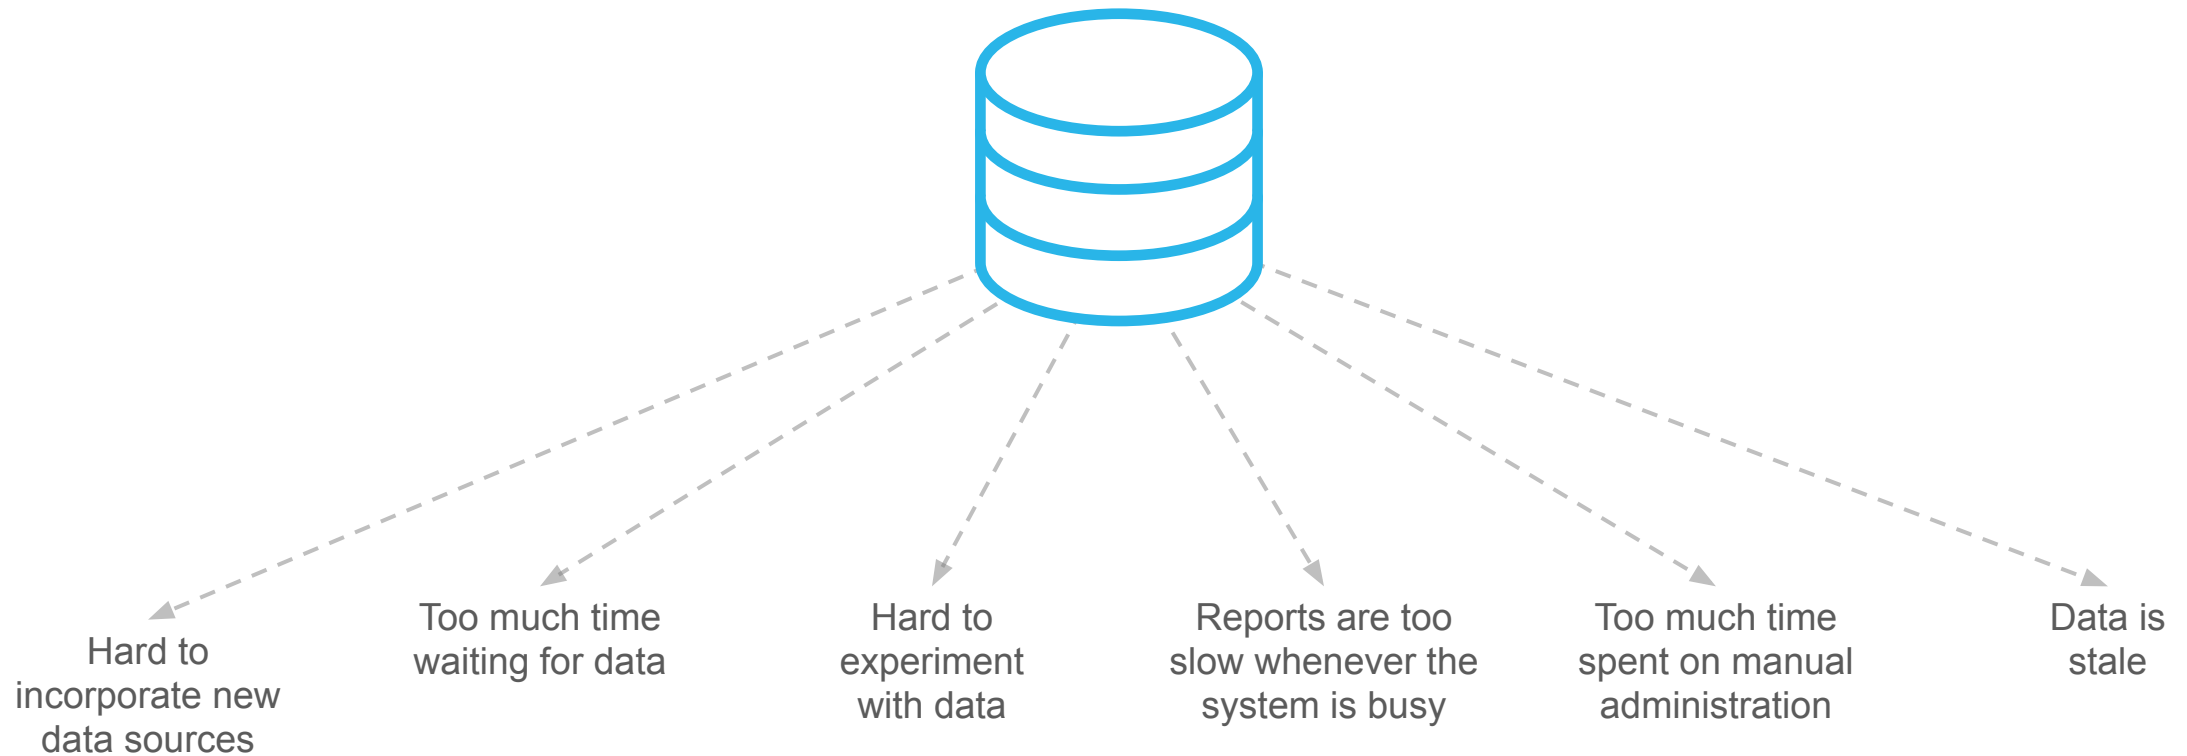 Hard to
incorporate new
data sources
Too much time
waiting for data
Hard to
experiment
with data
Reports are too
slow whenever the
system is busy
Too much time
spent on manual
administration
Data is
stale